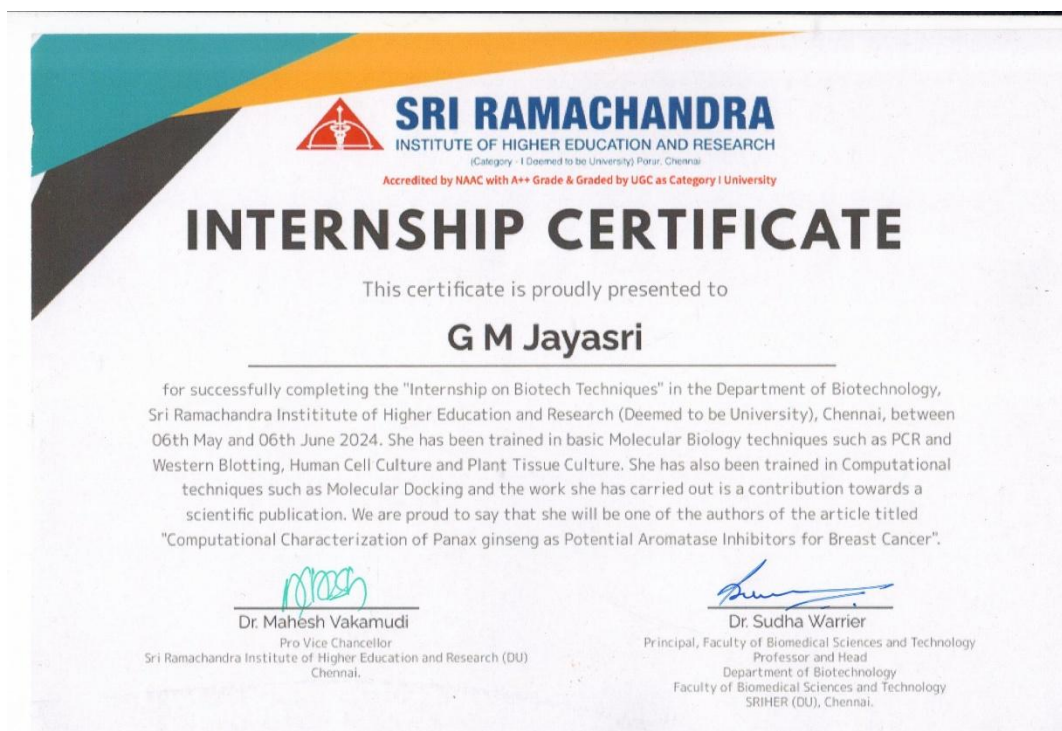 SRI RAMACHANDRA
INSTITUTE OF HIGHER EDUCATION AND RESEARCH
(Category - I Deemed to be University) Porur, Chennai
Accredited by NAAC with A++ Grade & Graded by UGC as Category I University
INTERNSHIP CERTIFICATE
This certificate is proudly presented to
G M Jayasri
for successfully completing the "Internship on Biotech Techniques" in the Department of Biotechnology,
Sri Ramachandra Instititute of Higher Education and Research (Deemed to be University), Chennai, between
06th May and 06th June 2024. She has been trained in basic Molecular Biology techniques such as PCR and
Western Blotting, Human Cell Culture and Plant Tissue Culture. She has also been trained in Computational
techniques such as Molecular Docking and the work she has carried out is a contribution towards a
scientific publication. We are proud to say that she will be one of the authors of the article titled
"Computational Characterization of Panax ginseng as Potential Aromatase Inhibitors for Breast Cancer".
Dr. Mahesh Vakamudi
Pro Vice Chancellor
Sri Ramachandra Institute of Higher Education and Research (DU)
Chennai.
Dr. Sudha Warrier
Principal, Faculty of Biomedical Sciences and Technology
Professor and Head
Department of Biotechnology
Faculty of Biomedical Sciences and Technology
SRIHER (DU), Chennai.